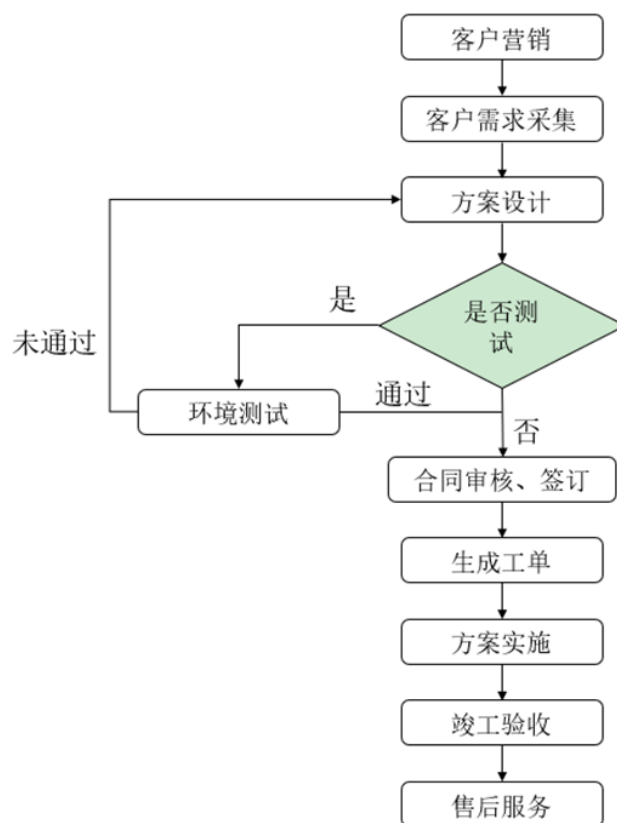 客户营销
客户需求采集
方案设计
是否测
试
是
未通过
环境测试
通过
否
合同审核、签订
生成工单
方案实施
竣工验收
售后服务